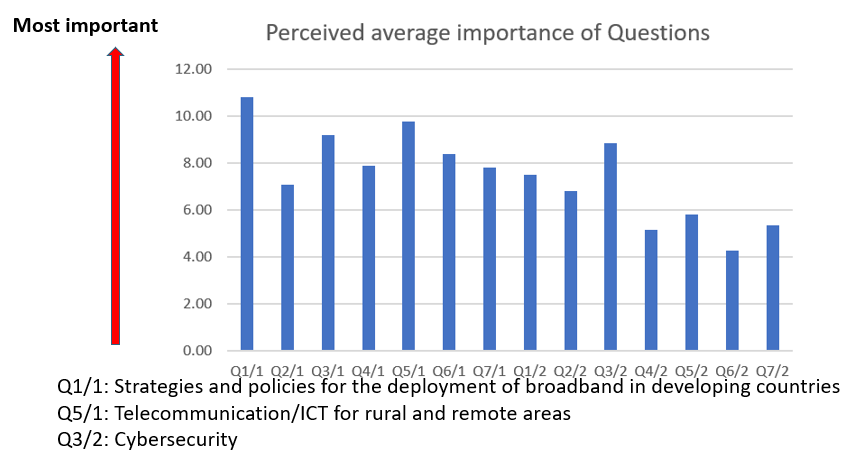 Most important
Perceived average importance of Questions
12.00
10.00
8.00
6.00
4.00
2.00
0.00
Q1/1 Q2/1 Q3/1 Q4/1 Q5/1 Q6/1 Q7/1 Q1/2 Q2/2 Q3/2 Q4/2 Q5/2 Q6/2 Q7/2
Q1/1: Strategies and policies for the deployment of broadband in developing countries
Q5/1: Telecommunication/ICT for rural and remote areas
Q3/2: Cybersecurity